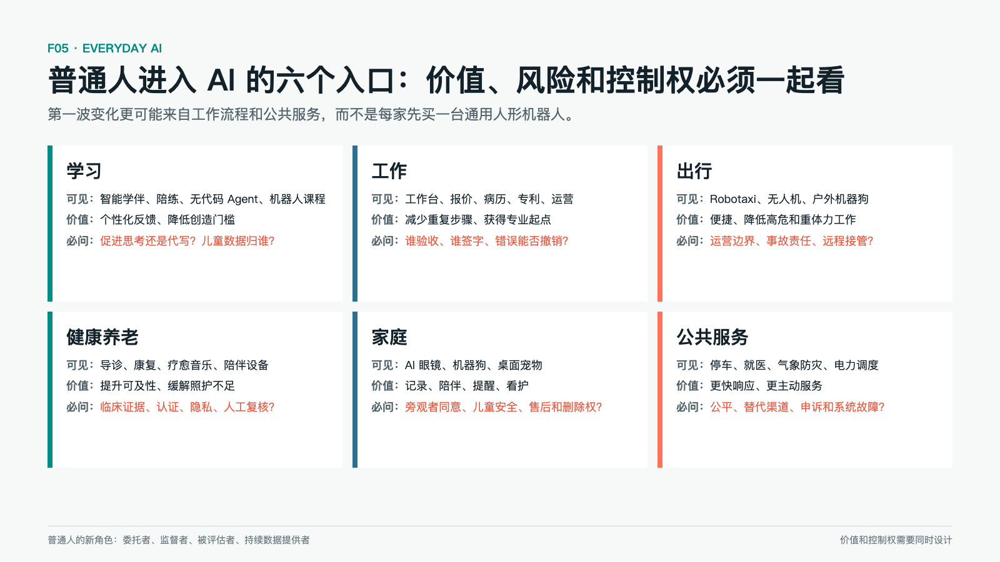 F05 · EVERYDAY AI
普通人进入 AI 的六个入口：价值、风险和控制权必须一起看
第一波变化更可能来自工作流程和公共服务，而不是每家先买一台通用人形机器人。
学习
可见：智能学伴、陪练、无代码 Agent、机器人课程
价值：个性化反馈、降低创造门槛
必问：促进思考还是代写？儿童数据归谁？
工作
可见：工作台、报价、病历、专利、运营
价值：减少重复步骤、获得专业起点
必问：谁验收、谁签字、错误能否撤销？
出行
可见：Robotaxi、无人机、户外机器狗
价值：便捷、降低高危和重体力工作
必问：运营边界、事故责任、远程接管？
健康养老
可见：导诊、康复、疗愈音乐、陪伴设备
价值：提升可及性、缓解照护不足
必问：临床证据、认证、隐私、人工复核？
家庭
可见：AI 眼镜、机器狗、桌面宠物
价值：记录、陪伴、提醒、看护
必问：旁观者同意、儿童安全、售后和删除权？
公共服务
可见：停车、就医、气象防灾、电力调度
价值：更快响应、更主动服务
必问：公平、替代渠道、申诉和系统故障？
普通人的新角色：委托者、监督者、被评估者、持续数据提供者
价值和控制权需要同时设计